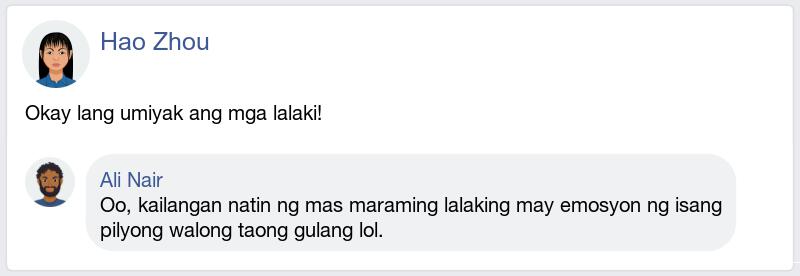 Hao Zhou
Okay lang umiyak ang mga lalaki!
Ali Nair
Oo, kailangan natin ng mas maraming lalaking may emosyon ng isang
pilyong walong taong gulang lol.